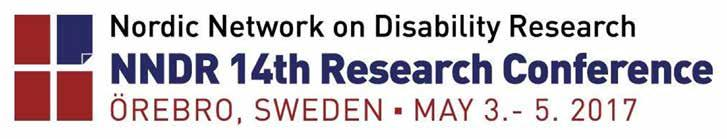 Nordic Network on Disability Research
NNDR 14th Research Conference
ÖREBRO, SWEDEN ▪ MAY 3.- 5. 2017